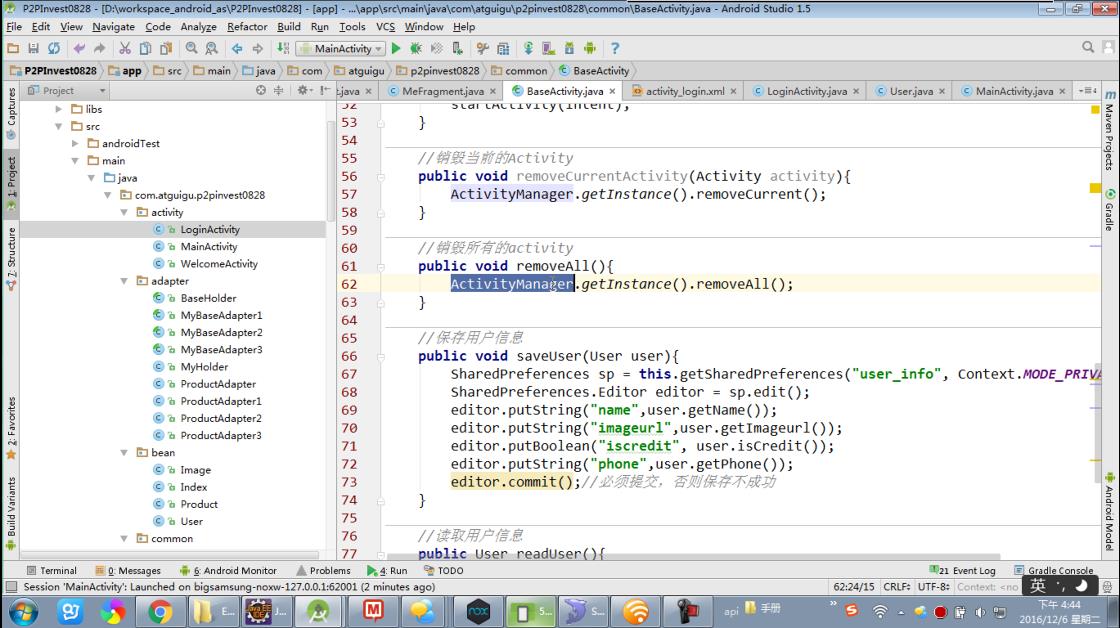 P2PInvest0828 - [D:\workspace_android_as\P2PInvest0828] - [app] - ...\app\src\main\java\com\atguigu\p2pinvest0828\common\BaseActivity.java - Android Studio 1.5
File Edit View Navigate Code Analyze Refactor Build Run Tools VCS Window Help
MainActivity
P2PInvest0828 app src main java com atguigu p2pinvest0828 common BaseActivity
Project
.java MeFragment.java BaseActivity.java activity_login.xml LoginActivity.java User.java MainActivity.java
Captures
1: Project
7: Structure
2: Favorites
Build Variants
libs
src
androidTest
main
java
com.atguigu.p2pinvest0828
activity
LoginActivity
MainActivity
WelcomeActivity
adapter
BaseHolder
MyBaseAdapter1
MyBaseAdapter2
MyBaseAdapter3
MyHolder
ProductAdapter
ProductAdapter1
ProductAdapter2
ProductAdapter3
bean
Image
Index
Product
User
common
52 startActivity(intent);
53 }
54
55 //销毁当前的Activity
56 public void removeCurrentActivity(Activity activity){
57 ActivityManager.getInstance().removeCurrent();
58 }
59
60 //销毁所有的activity
61 public void removeAll(){
62 ActivityManager.getInstance().removeAll();
63 }
64
65 //保存用户信息
66 public void saveUser(User user){
67 SharedPreferences sp = this.getSharedPreferences("user_info", Context.MODE_PRIVA
68 SharedPreferences.Editor editor = sp.edit();
69 editor.putString("name",user.getName());
70 editor.putString("imageurl",user.getImageurl());
71 editor.putBoolean("iscredit", user.isCredit());
72 editor.putString("phone",user.getPhone());
73 editor.commit();//必须提交，否则保存不成功
74 }
75
76 //读取用户信息
77 public User readUser(){
Maven Projects
Gradle
Android Model
Terminal 0: Messages 6: Android Monitor Problems 4: Run TODO 21 Event Log Gradle Console
Session 'MainActivity': Launched on bigsamsung-noxw-127.0.0.1:62001 (2 minutes ago) 62:24/15 CRLF÷ UTF-8÷ Context: <no
英
E... J... 5... S... api 手册
下午 4:44
2016/12/6 星期二